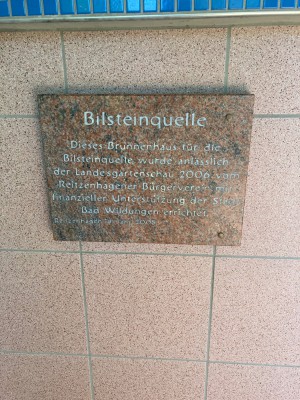 Bilsteinquelle
Dieses Brunnenhaus für die
Bilsteinquelle wurde anlässlich
der Landesgartenschau 2006 vom
Reitzenhagener Bürgerverein mit
finanzieller Unterstützung der Stadt
Bad Wildungen errichtet.